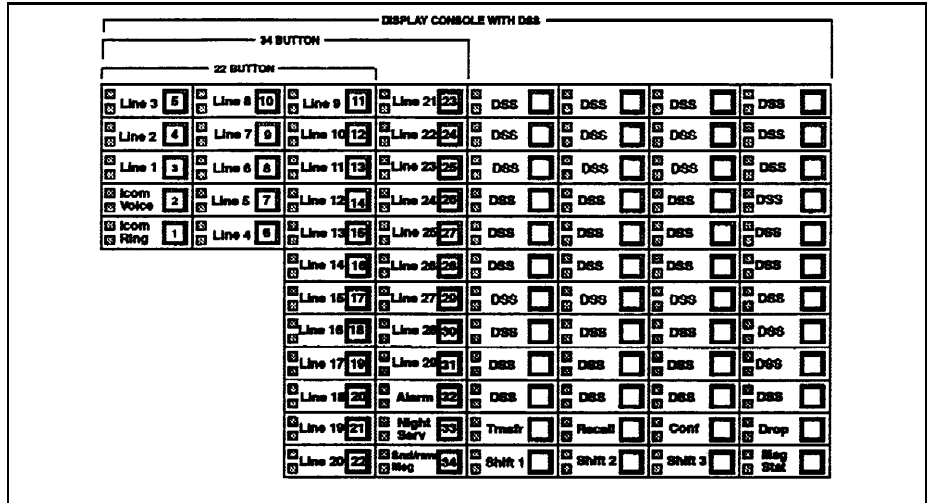 DISPLAY CONSOLE WITH DSS
34 BUTTON
22 BUTTON
Line 3 5 Line 8 10 Line 9 11 Line 21 23 DSS DSS DSS DSS
Line 2 4 Line 7 9 Line 10 12 Line 22 24 DSS DSS DSS DSS
Line 1 3 Line 6 8 Line 11 13 Line 23 25 DSS DSS DSS DSS
Icom Voice 2 Line 5 7 Line 12 14 Line 24 26 DSS DSS DSS DSS
Icom Ring 1 Line 4 6 Line 13 15 Line 25 27 DSS DSS DSS DSS
Line 14 16 Line 26 28 DSS DSS DSS DSS
Line 15 17 Line 27 29 DSS DSS DSS DSS
Line 16 18 Line 28 30 DSS DSS DSS DSS
Line 17 19 Line 29 31 DSS DSS DSS DSS
Line 18 20 Alarm 32 DSS DSS DSS DSS
Line 19 21 Night Serv 33 Trnsfr Recall Conf Drop
Line 20 22 Msg 34 Shift 1 Shift 2 Shift 3 Msg Stat